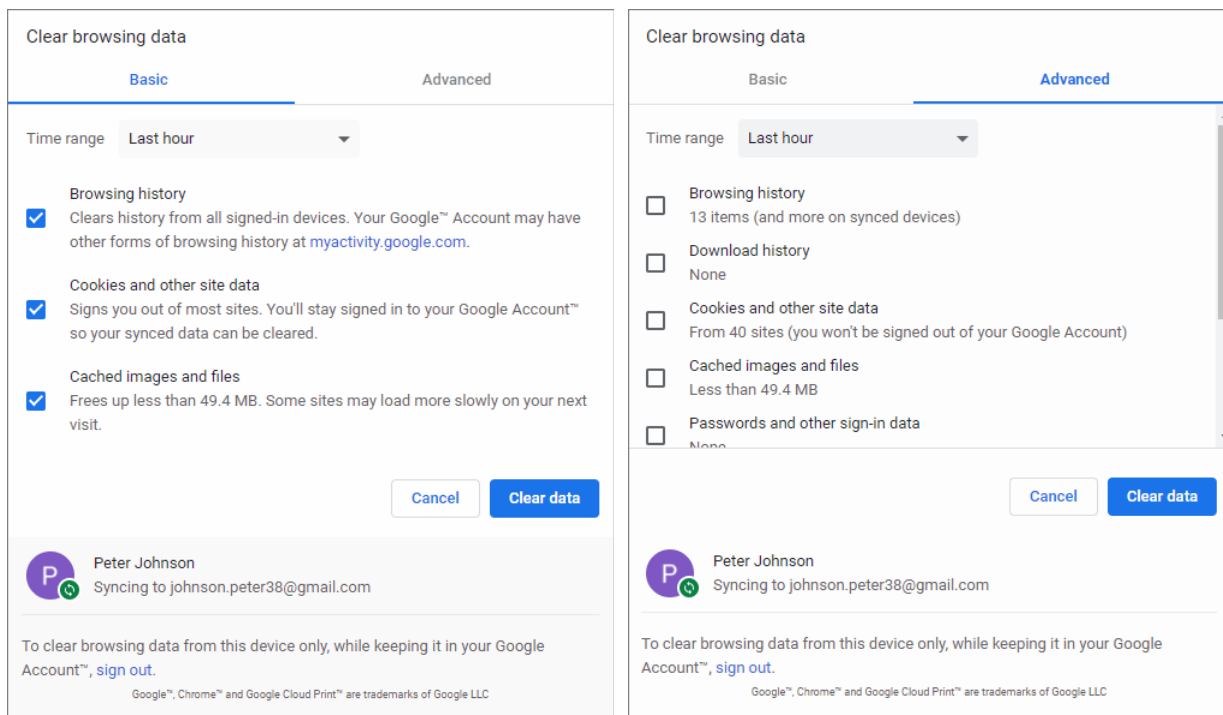 Clear browsing data
Basic
Advanced
Time range
Last hour
Browsing history
Clears history from all signed-in devices. Your Google™ Account may have
other forms of browsing history at myactivity.google.com.
Cookies and other site data
Signs you out of most sites. You'll stay signed in to your Google Account™
so your synced data can be cleared.
Cached images and files
Frees up less than 49.4 MB. Some sites may load more slowly on your next
visit.
Cancel
Clear data
P
Peter Johnson
Syncing to johnson.peter38@gmail.com
To clear browsing data from this device only, while keeping it in your Google
Account™, sign out.
Google™, Chrome™ and Google Cloud Print™ are trademarks of Google LLC
Clear browsing data
Basic
Advanced
Time range
Last hour
Browsing history
13 items (and more on synced devices)
Download history
None
Cookies and other site data
From 40 sites (you won't be signed out of your Google Account)
Cached images and files
Less than 49.4 MB
Passwords and other sign-in data
None
Cancel
Clear data
P
Peter Johnson
Syncing to johnson.peter38@gmail.com
To clear browsing data from this device only, while keeping it in your Google
Account™, sign out.
Google™, Chrome™ and Google Cloud Print™ are trademarks of Google LLC